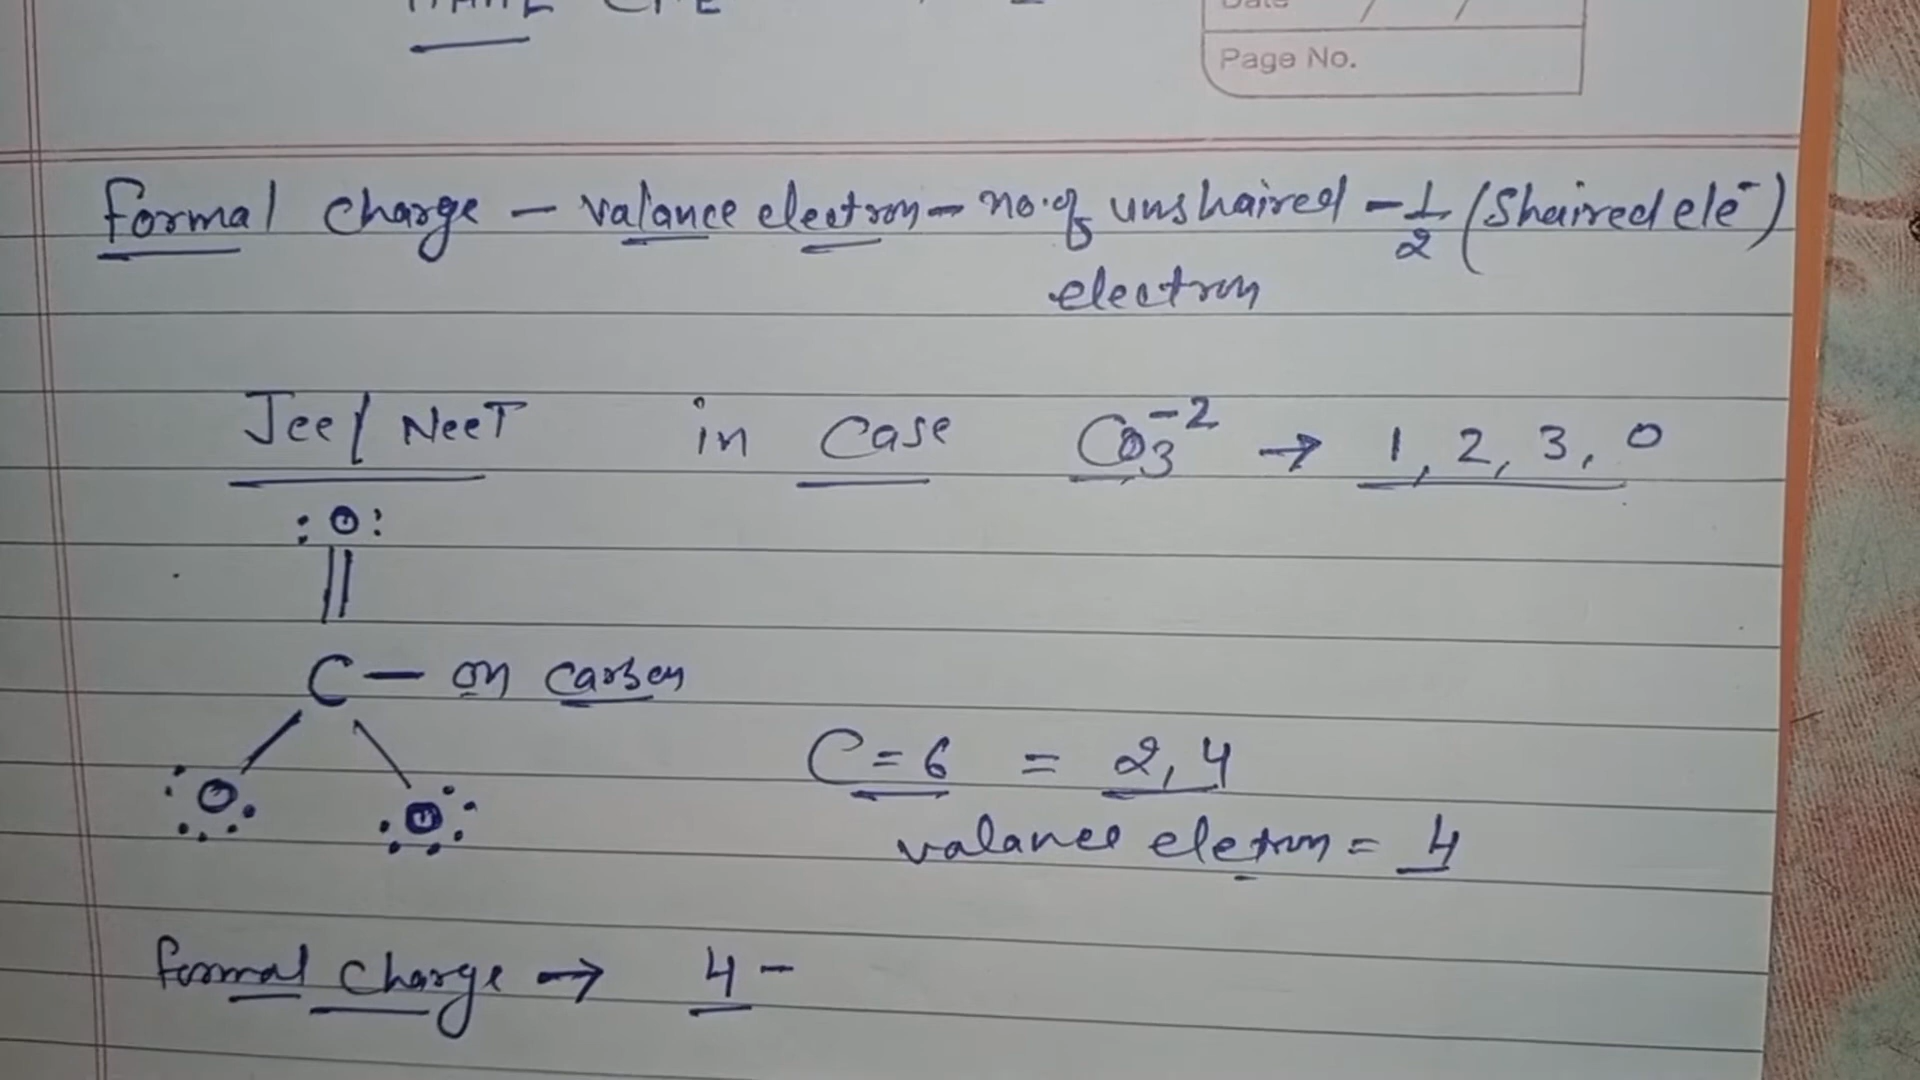 Page No.
Formal Charge - valance electron - no. of unshaired - 1/2 (Shaired ele-)
electron
Jee/ NeeT in Case CO3-2 → 1, 2, 3, 0
:O:
||
C — on carben
O O
C = 6 = 2, 4
valance eletron = 4
formal Charge → 4 -